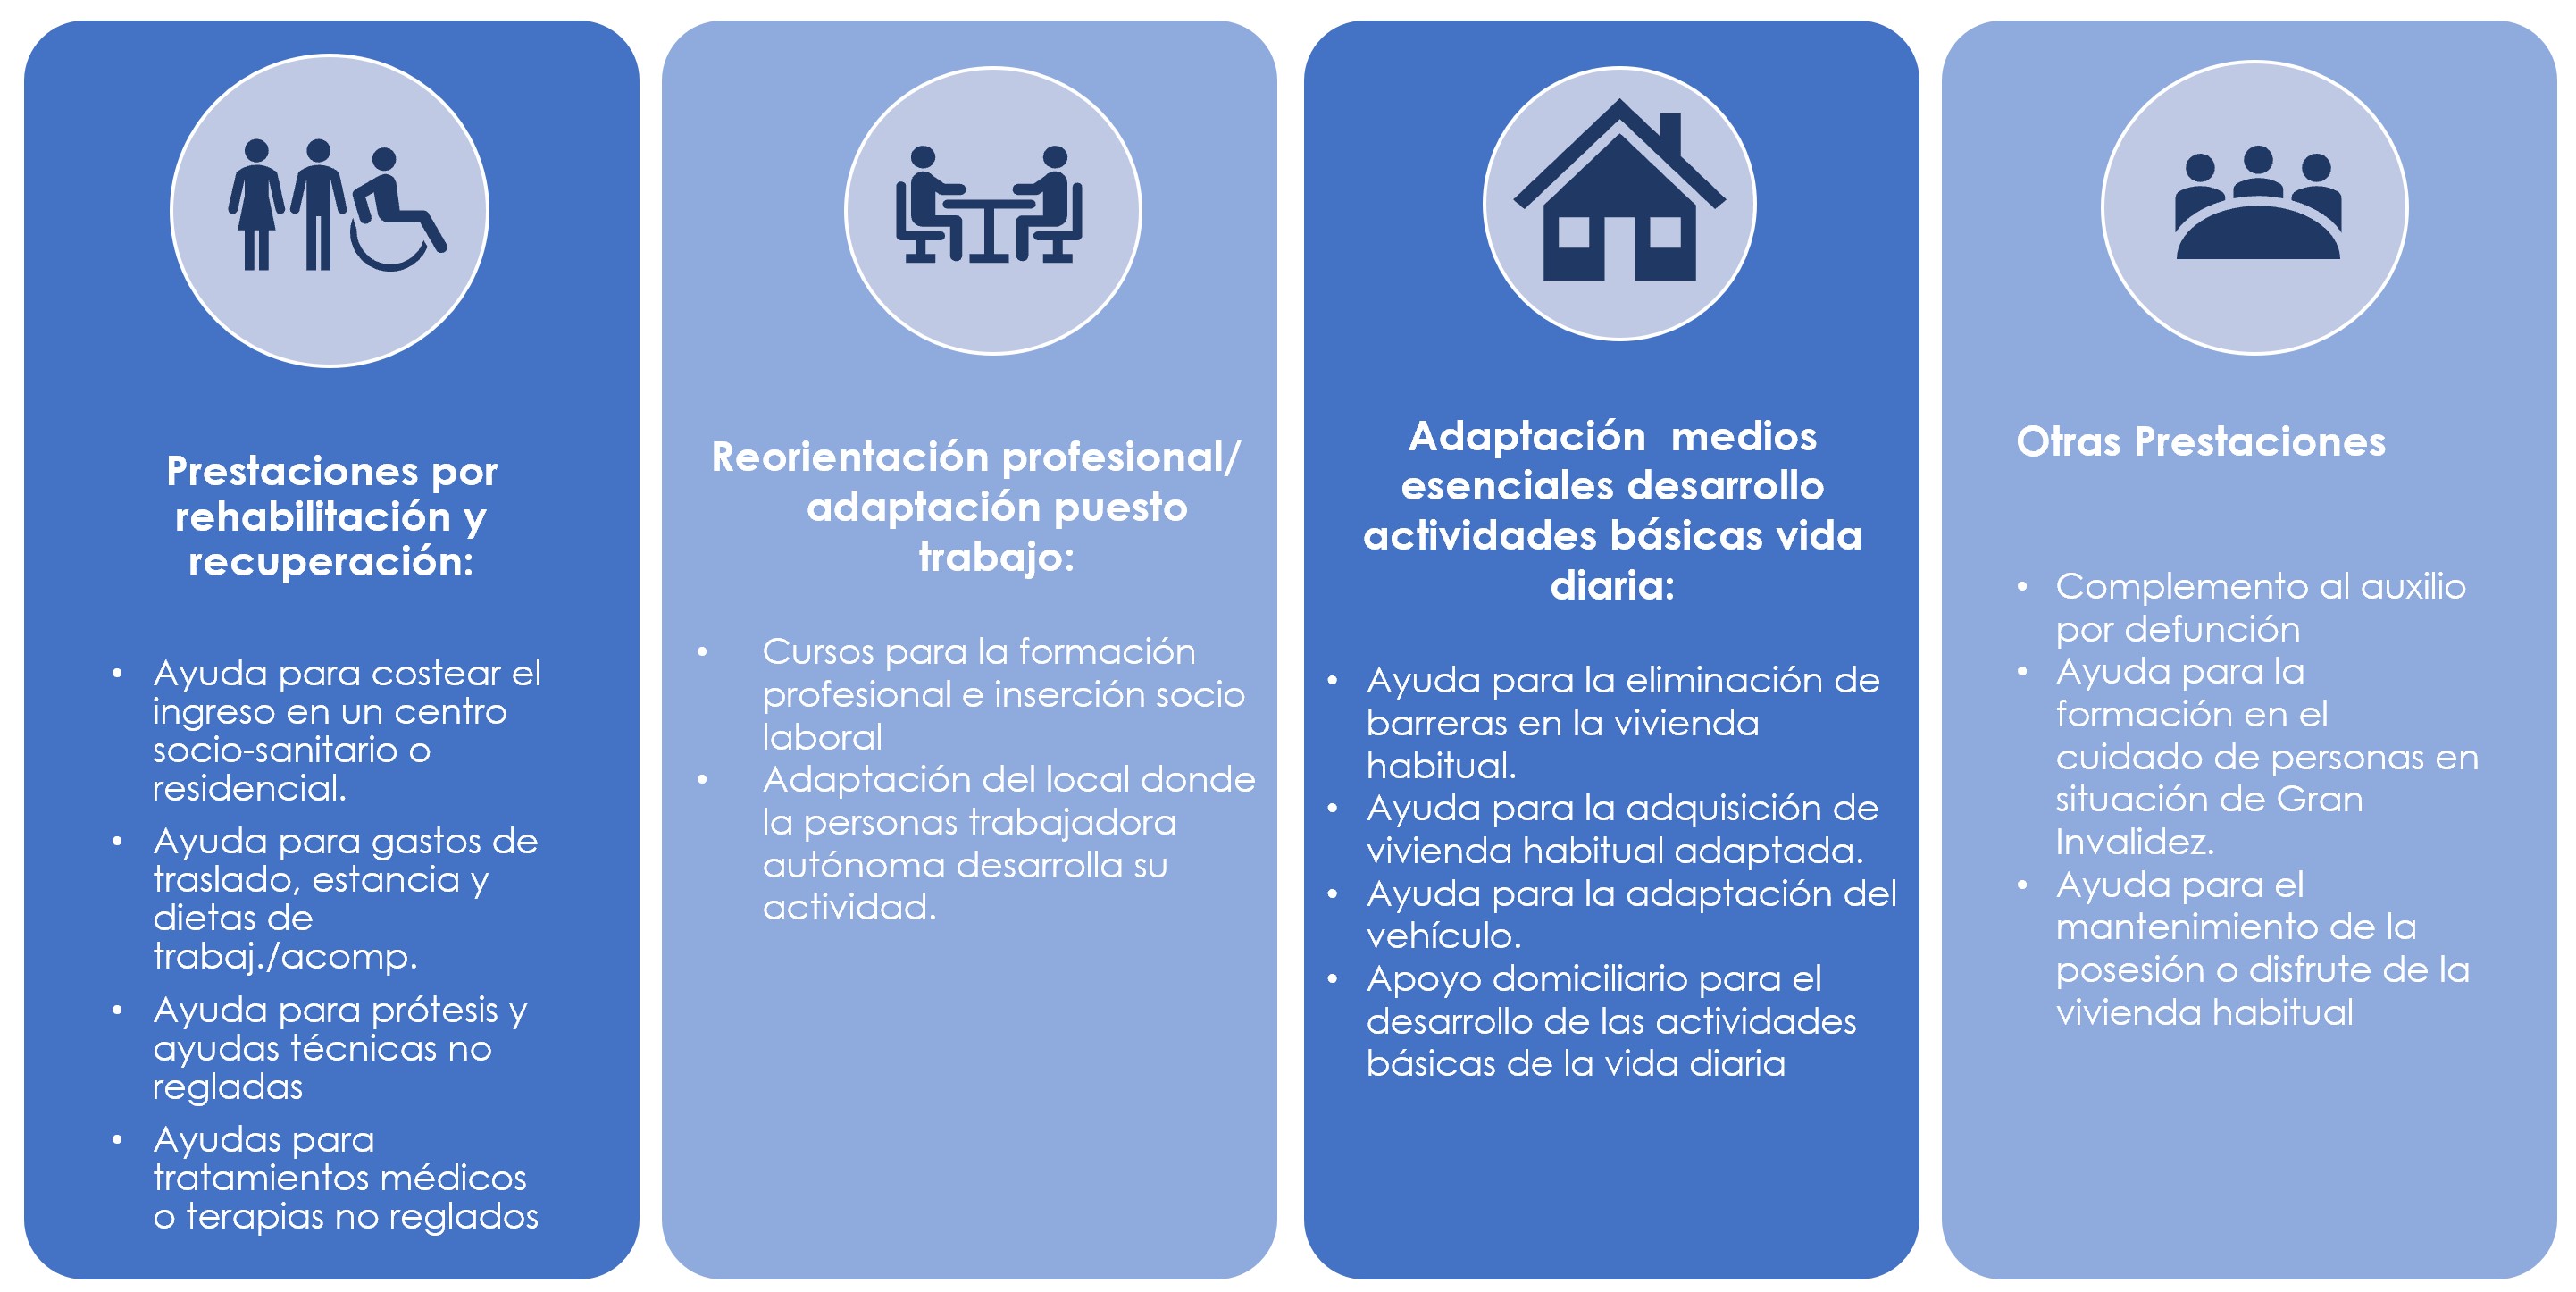 Prestaciones por
rehabilitación y
recuperación:
• Ayuda para costear el
ingreso en un centro
socio-sanitario o
residencial.
• Ayuda para gastos de
traslado, estancia y
dietas de
trabaj./acomp.
• Ayuda para prótesis y
ayudas técnicas no
regladas
• Ayudas para
tratamientos médicos
o terapias no reglados
Reorientación profesional/
adaptación puesto
trabajo:
• Cursos para la formación
profesional e inserción socio
laboral
• Adaptación del local donde
la personas trabajadora
autónoma desarrolla su
actividad.
Adaptación  medios
esenciales desarrollo
actividades básicas vida
diaria:
• Ayuda para la eliminación de
barreras en la vivienda
habitual.
• Ayuda para la adquisición de
vivienda habitual adaptada.
• Ayuda para la adaptación del
vehículo.
• Apoyo domiciliario para el
desarrollo de las actividades
básicas de la vida diaria
Otras Prestaciones
• Complemento al auxilio
por defunción
• Ayuda para la
formación en el
cuidado de personas en
situación de Gran
Invalidez.
• Ayuda para el
mantenimiento de la
posesión o disfrute de la
vivienda habitual